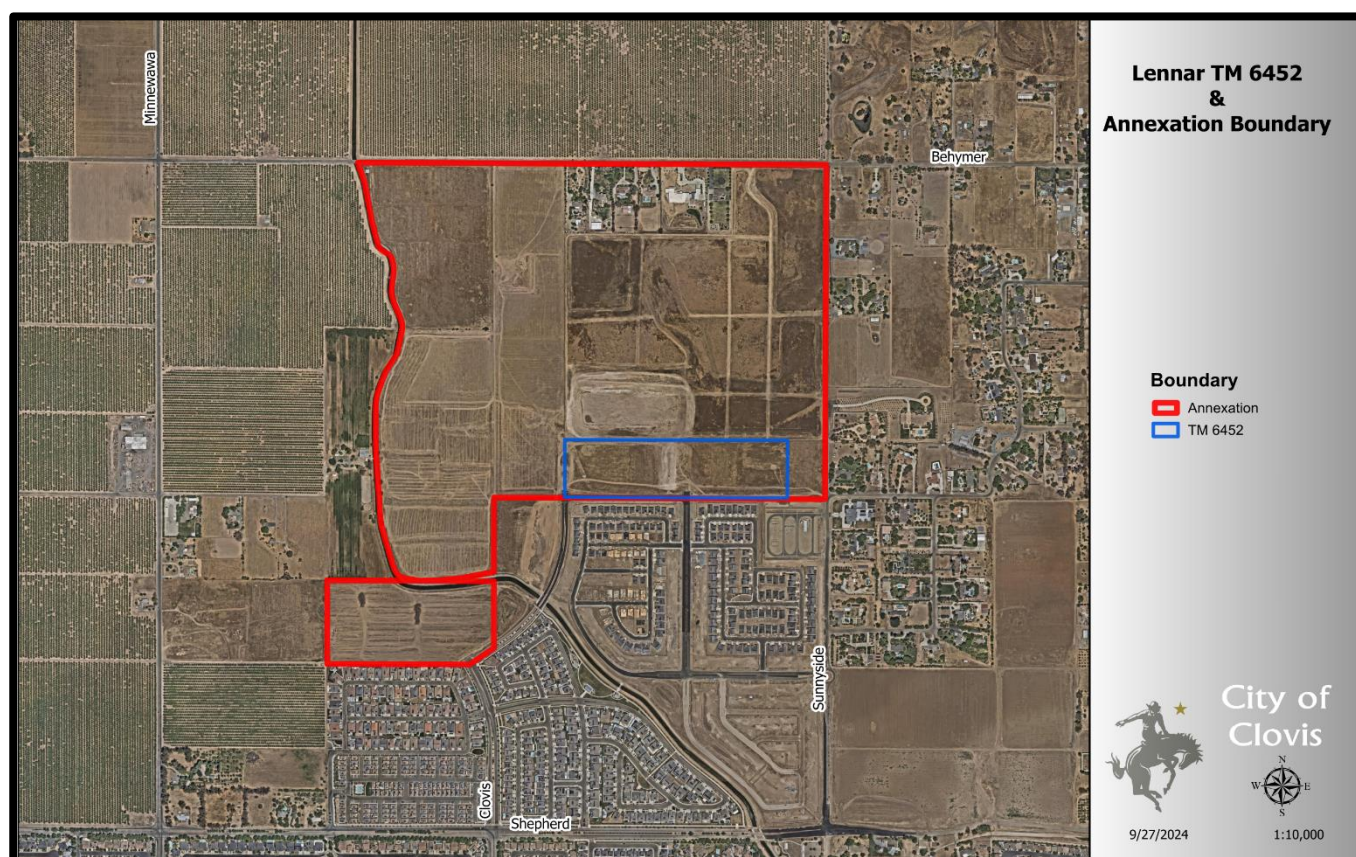 Lennar TM 6452
&
Annexation Boundary
Minnewawa
Behymer
Boundary
Annexation
TM 6452
Sunnyside
Clovis
Shepherd
City of
Clovis
N
W E
S
9/27/2024
1:10,000